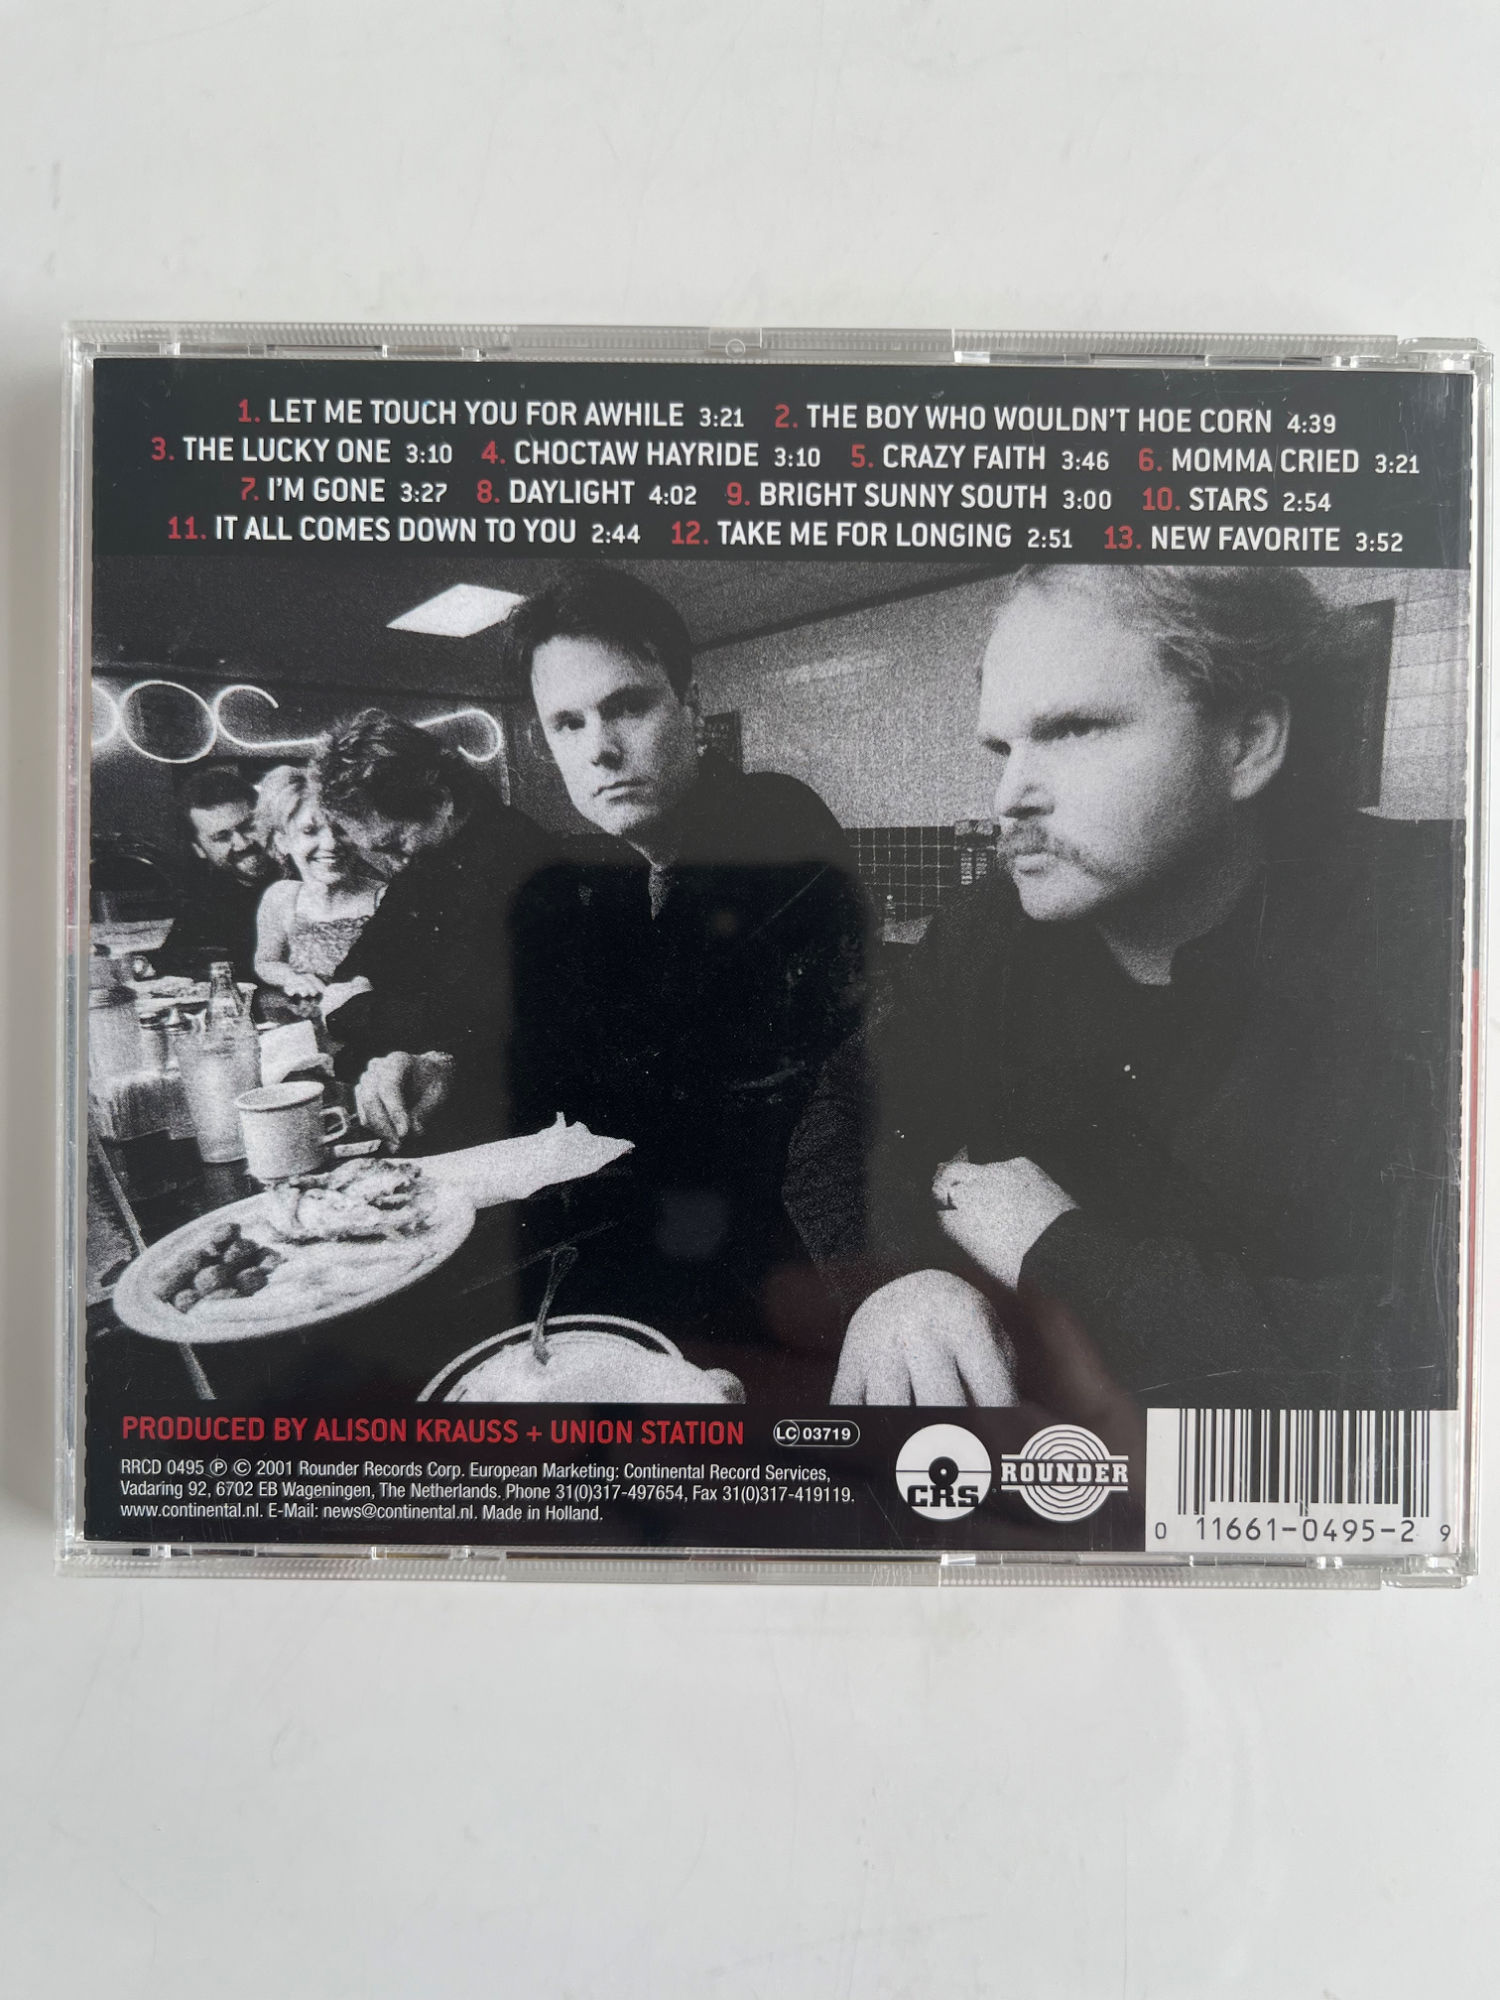 1. LET ME TOUCH YOU FOR AWHILE 3:21 2. THE BOY WHO WOULDN'T HOE CORN 4:39
3. THE LUCKY ONE 3:10 4. CHOCTAW HAYRIDE 3:10 5. CRAZY FAITH 3:46 6. MOMMA CRIED 3:21
7. I'M GONE 3:27 8. DAYLIGHT 4:02 9. BRIGHT SUNNY SOUTH 3:00 10. STARS 2:54
11. IT ALL COMES DOWN TO YOU 2:44 12. TAKE ME FOR LONGING 2:51 13. NEW FAVORITE 3:52
PRODUCED BY ALISON KRAUSS + UNION STATION LC 03719
RRCD 0495 ℗ © 2001 Rounder Records Corp. European Marketing: Continental Record Services,
Vadaring 92, 6702 EB Wageningen, The Netherlands. Phone 31(0)317-497654, Fax 31(0)317-419119.
www.continental.nl. E-Mail: news@continental.nl. Made in Holland.
CRS
ROUNDER
0 11661-0495-2 9